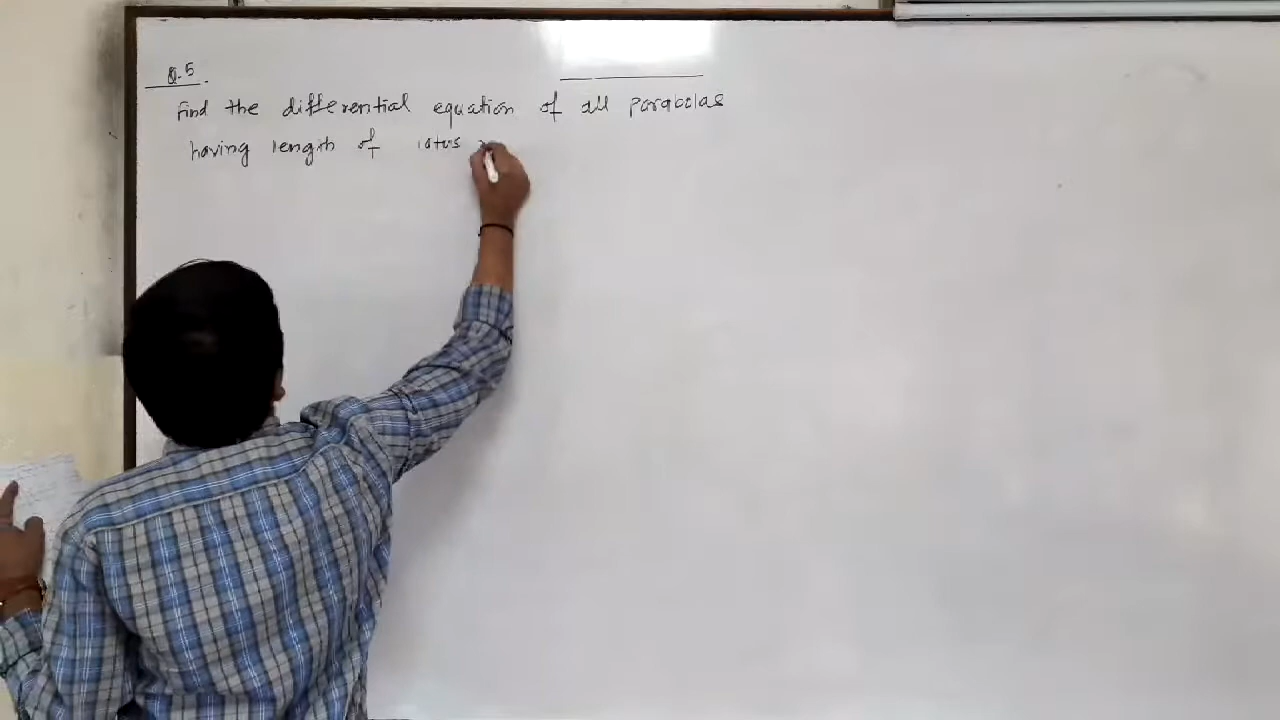 Q.5
Find the differential equation of all parabolas
having length of latus